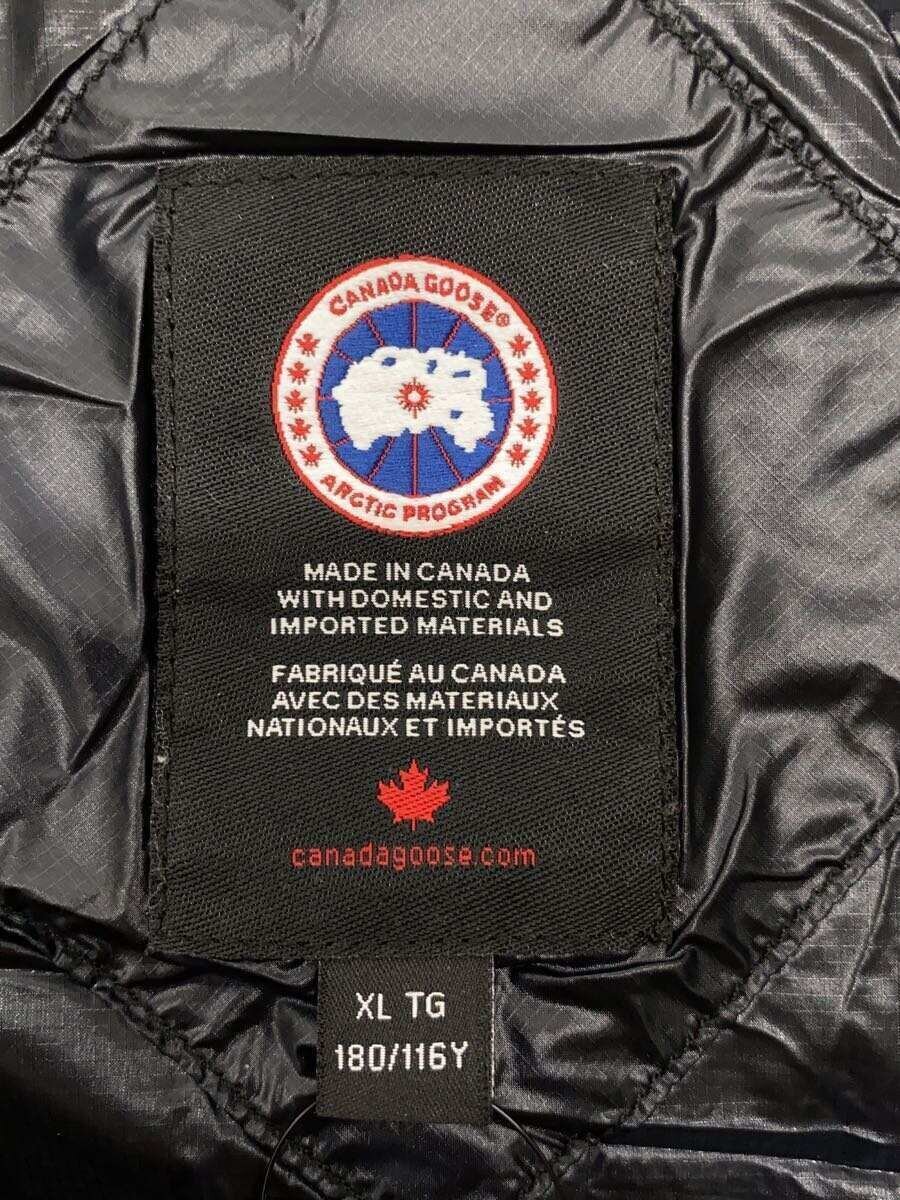 CANADA GOOSE®
ARCTIC PROGRAM
MADE IN CANADA
WITH DOMESTIC AND
IMPORTED MATERIALS
FABRIQUÉ AU CANADA
AVEC DES MATERIAUX
NATIONAUX ET IMPORTÉS
canadagoose.com
XL TG
180/116Y